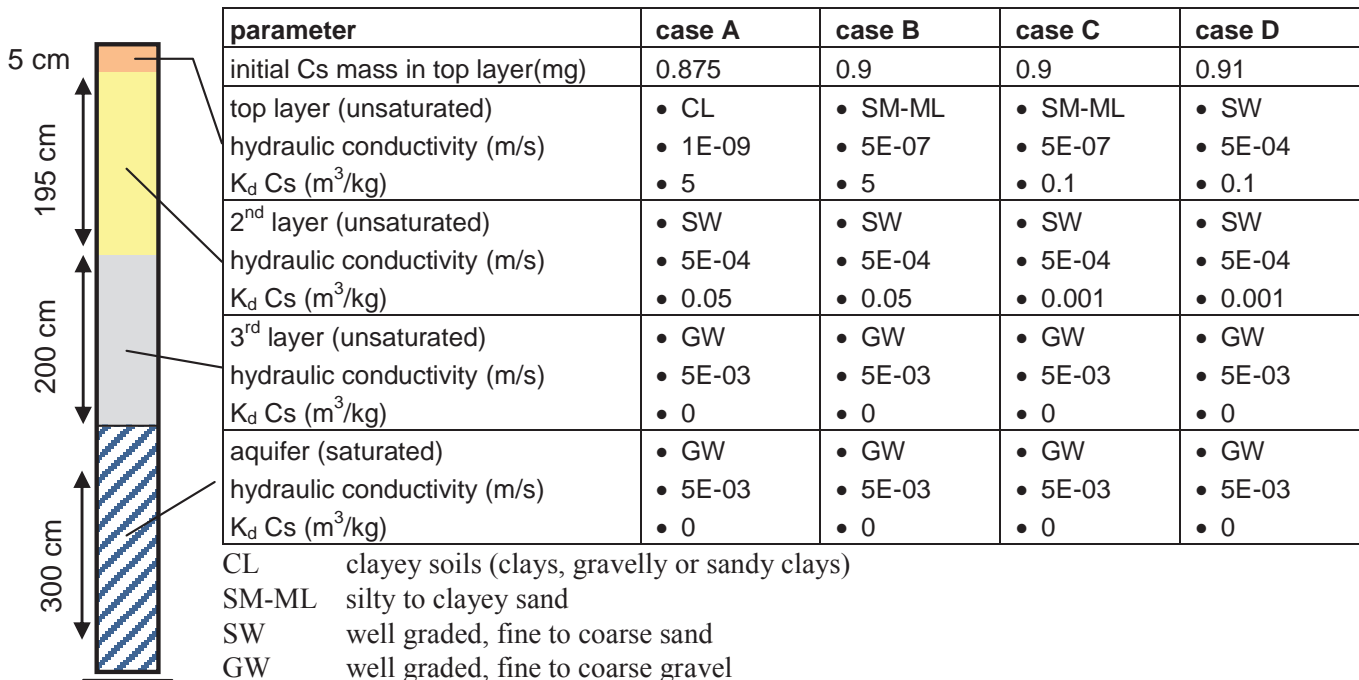 parameter case A case B case C case D
initial Cs mass in top layer(mg) 0.875 0.9 0.9 0.91
top layer (unsaturated) • CL • SM-ML • SM-ML • SW
hydraulic conductivity (m/s) • 1E-09 • 5E-07 • 5E-07 • 5E-04
Kd Cs (m³/kg) • 5 • 5 • 0.1 • 0.1
2nd layer (unsaturated) • SW • SW • SW • SW
hydraulic conductivity (m/s) • 5E-04 • 5E-04 • 5E-04 • 5E-04
Kd Cs (m³/kg) • 0.05 • 0.05 • 0.001 • 0.001
3rd layer (unsaturated) • GW • GW • GW • GW
hydraulic conductivity (m/s) • 5E-03 • 5E-03 • 5E-03 • 5E-03
Kd Cs (m³/kg) • 0 • 0 • 0 • 0
aquifer (saturated) • GW • GW • GW • GW
hydraulic conductivity (m/s) • 5E-03 • 5E-03 • 5E-03 • 5E-03
Kd Cs (m³/kg) • 0 • 0 • 0 • 0
5 cm
195 cm
200 cm
300 cm
CL clayey soils (clays, gravelly or sandy clays)
SM-ML silty to clayey sand
SW well graded, fine to coarse sand
GW well graded, fine to coarse gravel